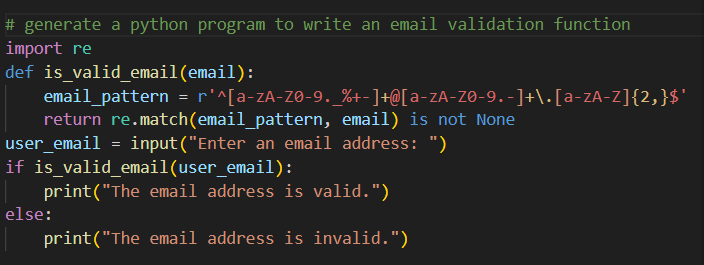 # generate a python program to write an email validation function
import re
def is_valid_email(email):
    email_pattern = r'^[a-zA-Z0-9._%+-]+@[a-zA-Z0-9.-]+\.[a-zA-Z]{2,}$'
    return re.match(email_pattern, email) is not None
user_email = input("Enter an email address: ")
if is_valid_email(user_email):
    print("The email address is valid.")
else:
    print("The email address is invalid.")